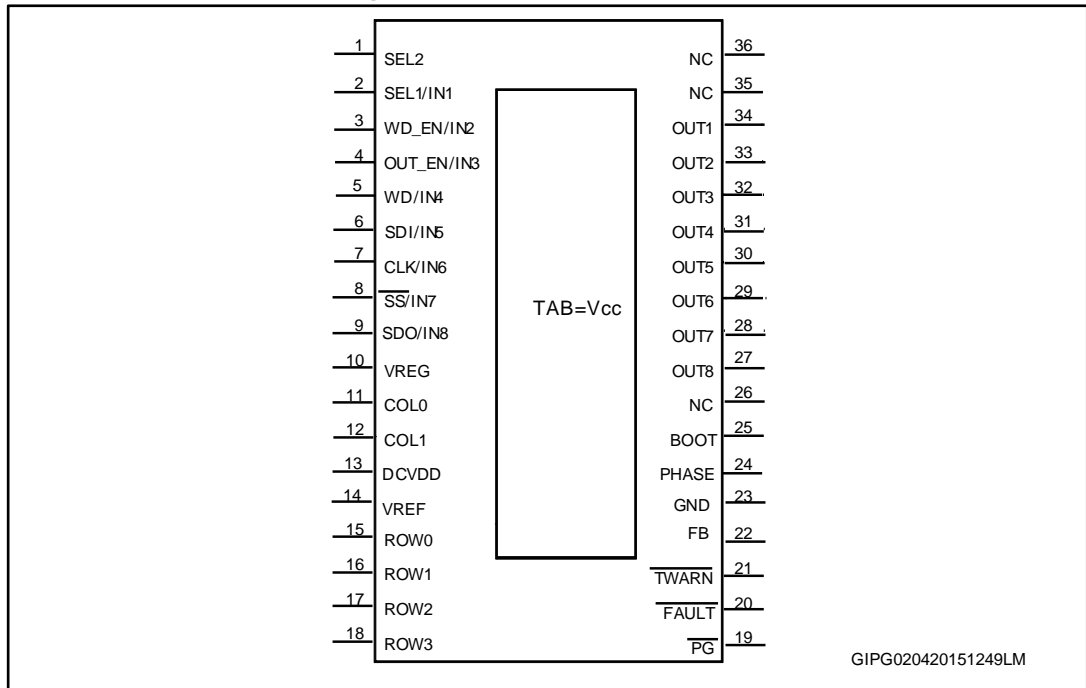 1 SEL2 NC 36
2 SEL1/IN1 NC 35
3 WD_EN/IN2 OUT1 34
4 OUT_EN/IN3 OUT2 33
5 WD/IN4 OUT3 32
6 SDI/IN5 OUT4 31
7 CLK/IN6 OUT5 30
8 SS/IN7 OUT6 29
TAB=Vcc
9 SDO/IN8 OUT7 28
10 VREG OUT8 27
11 COL0 NC 26
12 COL1 BOOT 25
13 DCVDD PHASE 24
14 VREF GND 23
15 ROW0 FB 22
16 ROW1 TWARN 21
17 ROW2 FAULT 20
18 ROW3 PG 19
GIPG020420151249LM